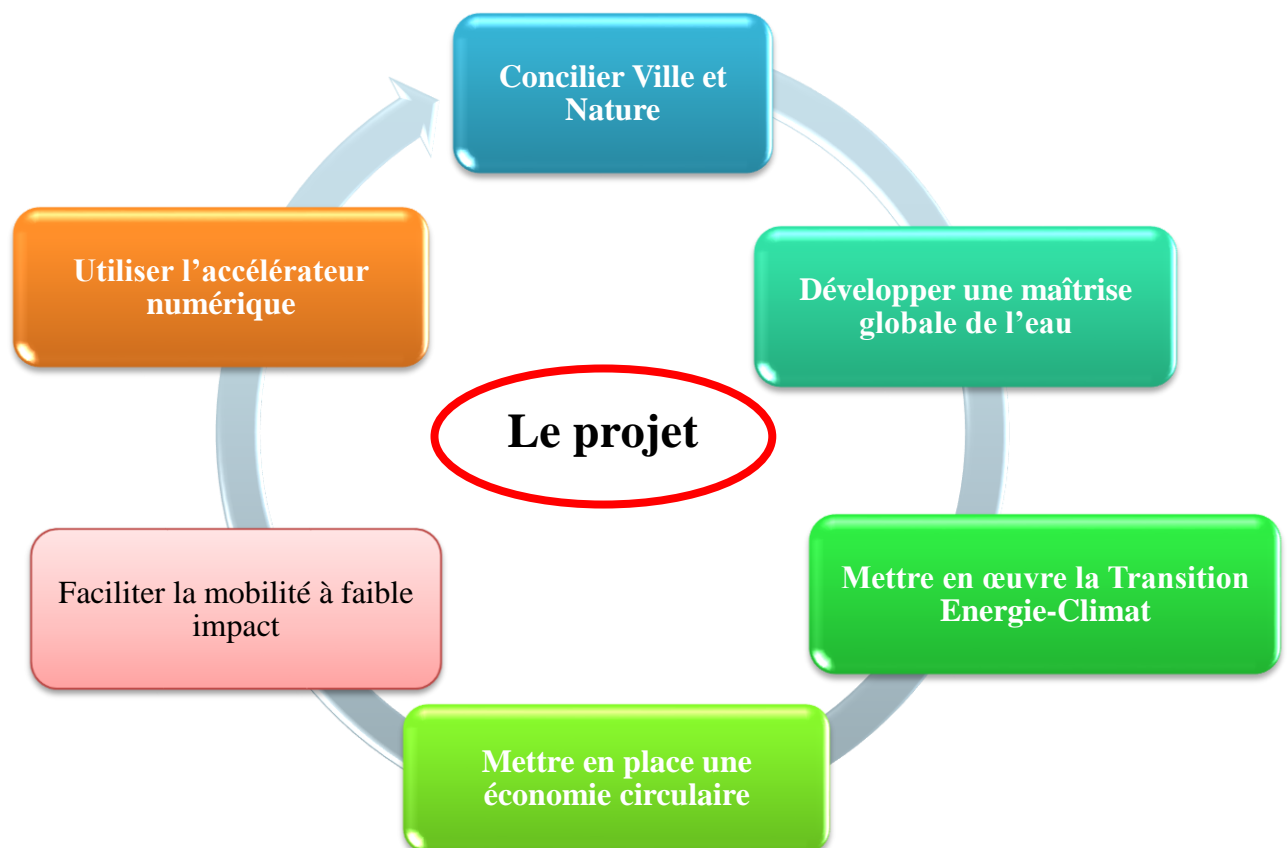 Concilier Ville et
Nature
Développer une maîtrise
globale de l’eau
Mettre en œuvre la Transition
Energie-Climat
Mettre en place une
économie circulaire
Faciliter la mobilité à faible
impact
Utiliser l’accélérateur
numérique
Le projet